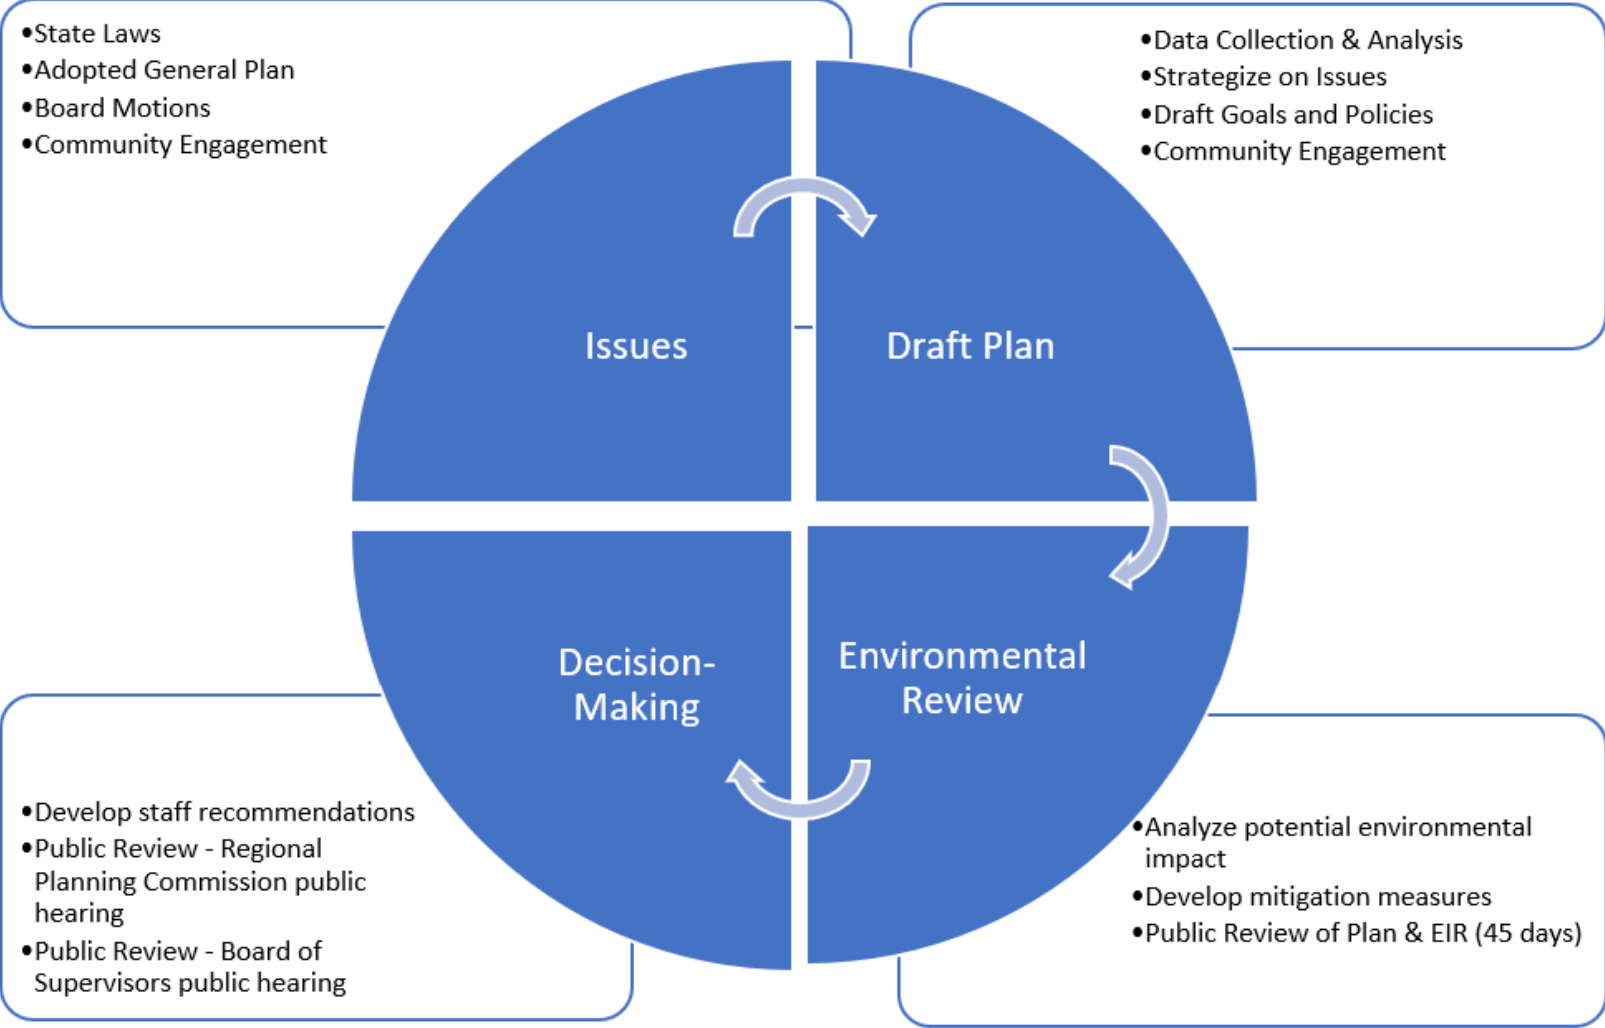 •State Laws
•Adopted General Plan
•Board Motions
•Community Engagement
•Data Collection & Analysis
•Strategize on Issues
•Draft Goals and Policies
•Community Engagement
Issues
Draft Plan
Decision-
Making
Environmental
Review
•Develop staff recommendations
•Public Review - Regional
Planning Commission public
hearing
•Public Review - Board of
Supervisors public hearing
•Analyze potential environmental
impact
•Develop mitigation measures
•Public Review of Plan & EIR (45 days)